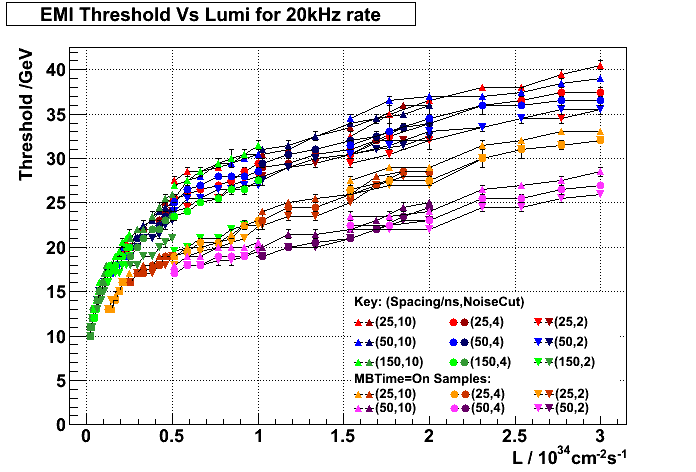 EMI Threshold Vs Lumi for 20kHz rate
Threshold /GeV
40
35
30
25
20
15
10
5
0
Key: (Spacing/ns,NoiseCut)
(25,10) (25,4) (25,2)
(50,10) (50,4) (50,2)
(150,10) (150,4) (150,2)
MBTime=On Samples:
(25,10) (25,4) (25,2)
(50,10) (50,4) (50,2)
0 0.5 1 1.5 2 2.5 3
L / 10³⁴cm⁻²s⁻¹